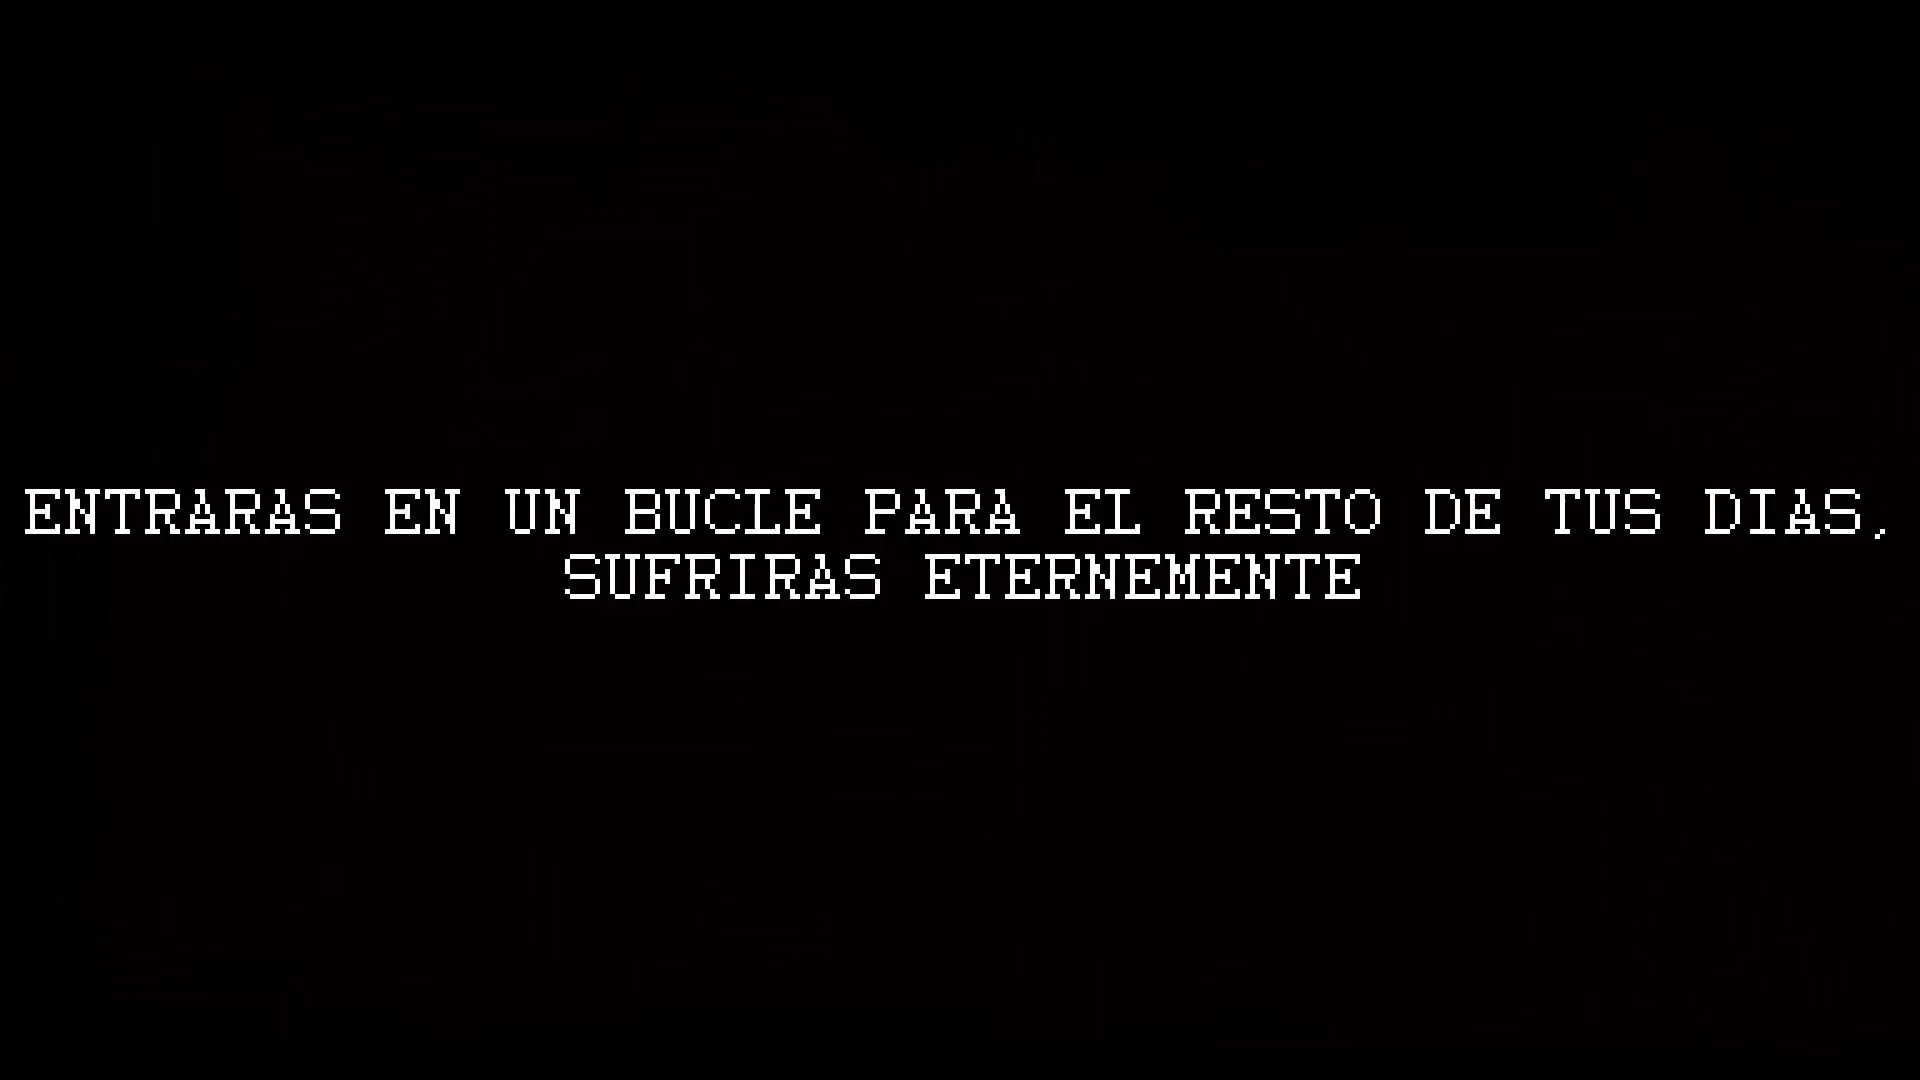 ENTRARAS EN UN BUCLE PARA EL RESTO DE TUS DIAS,
SUFRIRAS ETERNEMENTE